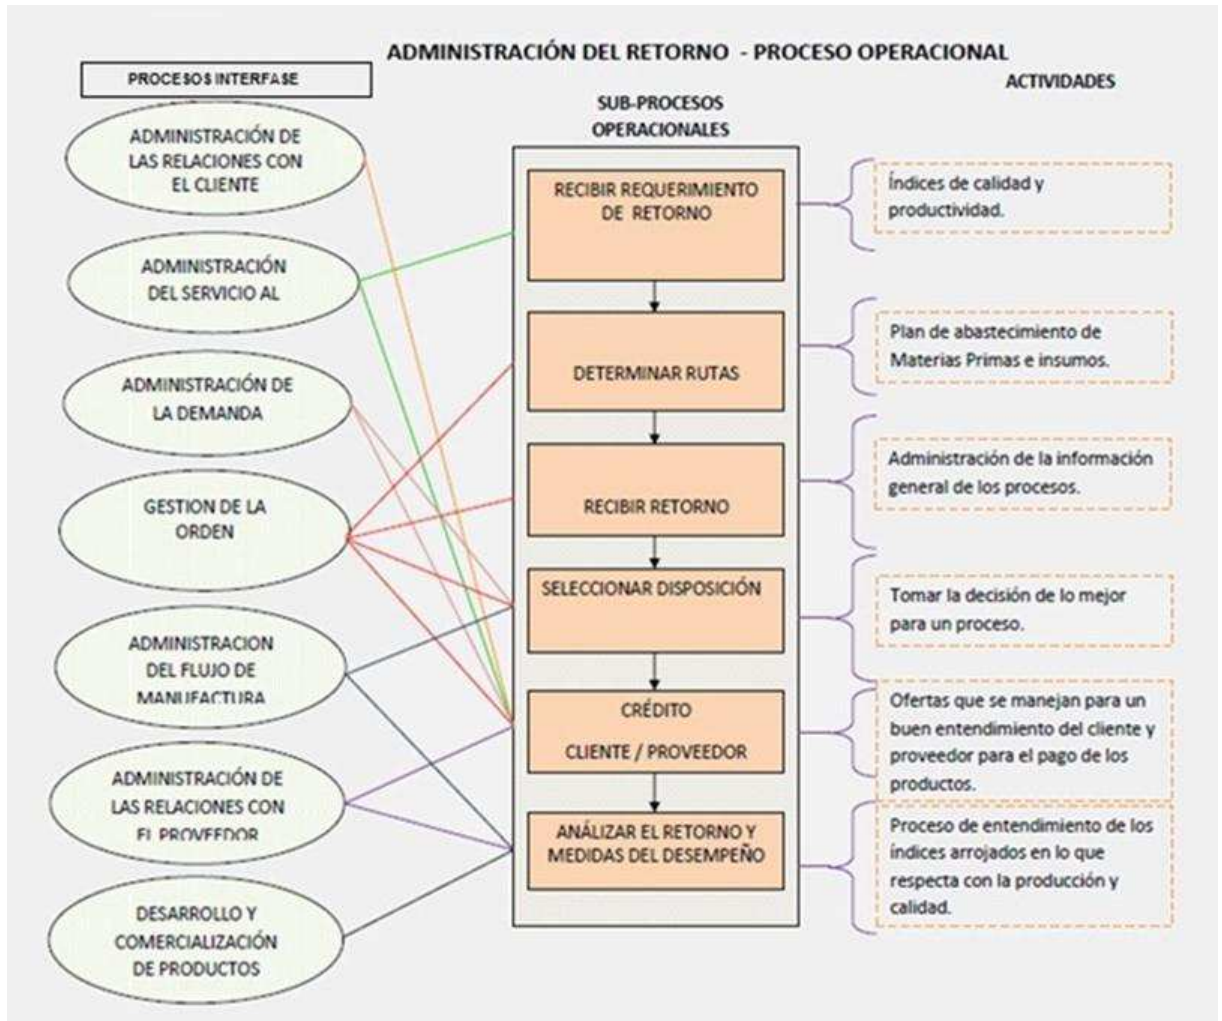 ADMINISTRACIÓN DEL RETORNO - PROCESO OPERACIONAL
PROCESOS INTERFASE
ACTIVIDADES
SUB-PROCESOS
OPERACIONALES
ADMINISTRACIÓN DE
LAS RELACIONES CON
EL CLIENTE
ADMINISTRACIÓN
DEL SERVICIO AL
ADMINISTRACIÓN DE
LA DEMANDA
GESTION DE LA
ORDEN
ADMINISTRACION
DEL FLUJO DE
MANUFACTURA
ADMINISTRACIÓN DE
LAS RELACIONES CON
EL PROVEEDOR
DESARROLLO Y
COMERCIALIZACIÓN
DE PRODUCTOS
RECIBIR REQUERIMIENTO
DE RETORNO
DETERMINAR RUTAS
RECIBIR RETORNO
SELECCIONAR DISPOSICIÓN
CRÉDITO
CLIENTE / PROVEEDOR
ANÁLIZAR EL RETORNO Y
MEDIDAS DEL DESEMPEÑO
Índices de calidad y
productividad.
Plan de abastecimiento de
Materias Primas e insumos.
Administración de la información
general de los procesos.
Tomar la decisión de lo mejor
para un proceso.
Ofertas que se manejan para un
buen entendimiento del cliente y
proveedor para el pago de los
productos.
Proceso de entendimiento de los
índices arrojados en lo que
respecta con la producción y
calidad.